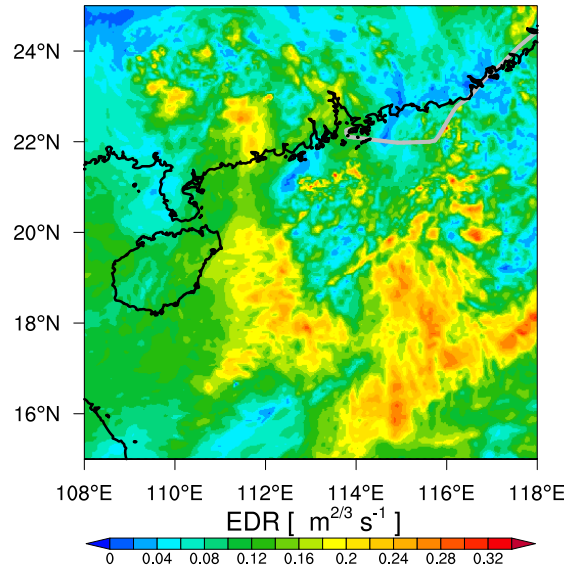 24°N
22°N
20°N
18°N
16°N
108°E 110°E 112°E 114°E 116°E 118°E
EDR [ m^{2/3} s^{-1} ]
0 0.04 0.08 0.12 0.16 0.2 0.24 0.28 0.32